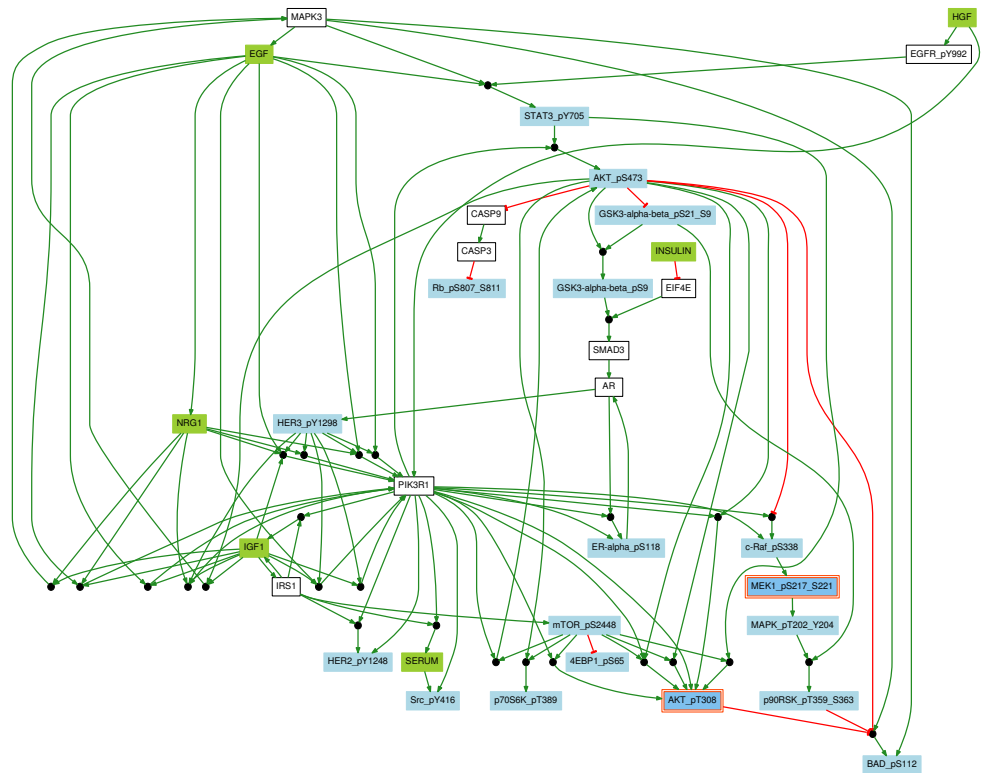 MAPK3
HGF
EGF
EGFR_pY992
STAT3_pY705
AKT_pS473
CASP9
GSK3-alpha-beta_pS21_S9
CASP3
INSULIN
Rb_pS807_S811
GSK3-alpha-beta_pS9
EIF4E
SMAD3
AR
NRG1
HER3_pY1298
PIK3R1
IGF1
ER-alpha_pS118
c-Raf_pS338
IRS1
MEK1_pS217_S221
mTOR_pS2448
MAPK_pT202_Y204
HER2_pY1248
SERUM
4EBP1_pS65
Src_pY416
p70S6K_pT389
AKT_pT308
p90RSK_pT359_S363
BAD_pS112